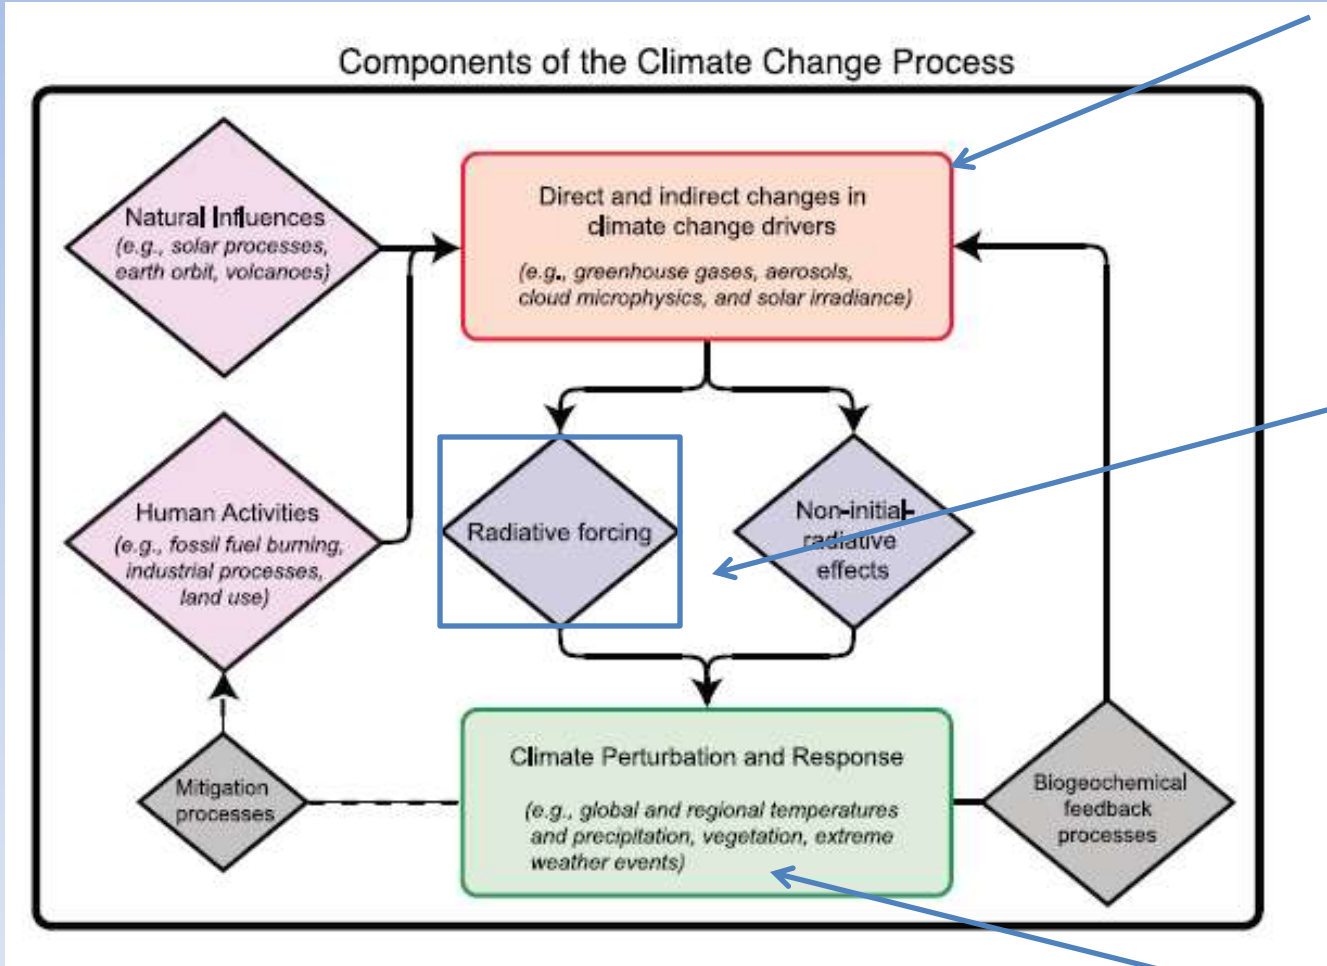 Components of the Climate Change Process
Natural Influences
(e.g., solar processes,
earth orbit, volcanoes)
Direct and indirect changes in
climate change drivers
(e.g., greenhouse gases, aerosols,
cloud microphysics, and solar irradiance)
Human Activities
(e.g., fossil fuel burning,
industrial processes,
land use)
Radiative forcing
Non-initial-
radiative
effects
Mitigation
processes
Climate Perturbation and Response
(e.g., global and regional temperatures
and precipitation, vegetation, extreme
weather events)
Biogeochemical
feedback
processes